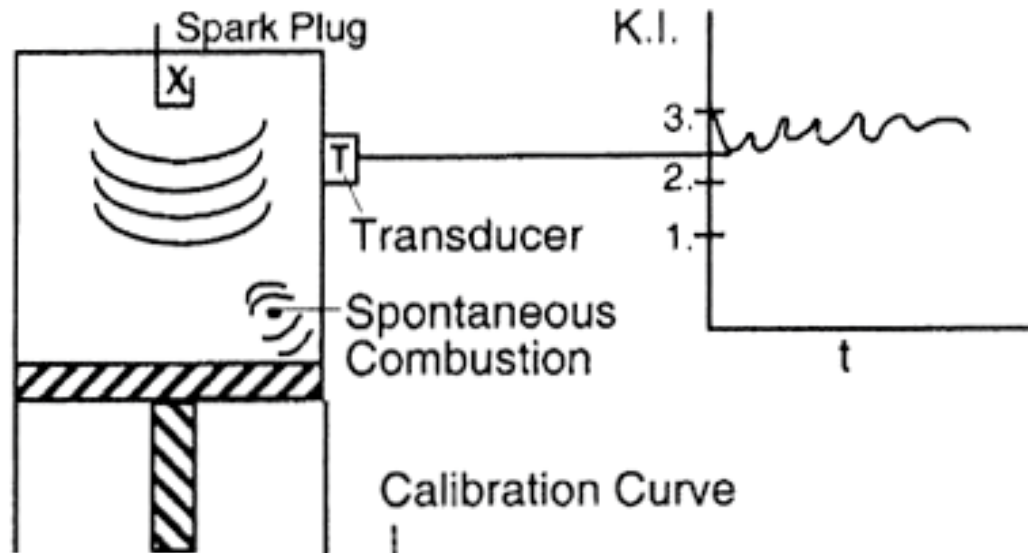 Spark Plug
X
T
Transducer
Spontaneous
Combustion
K.I.
3.
2.
1.
t
Calibration Curve